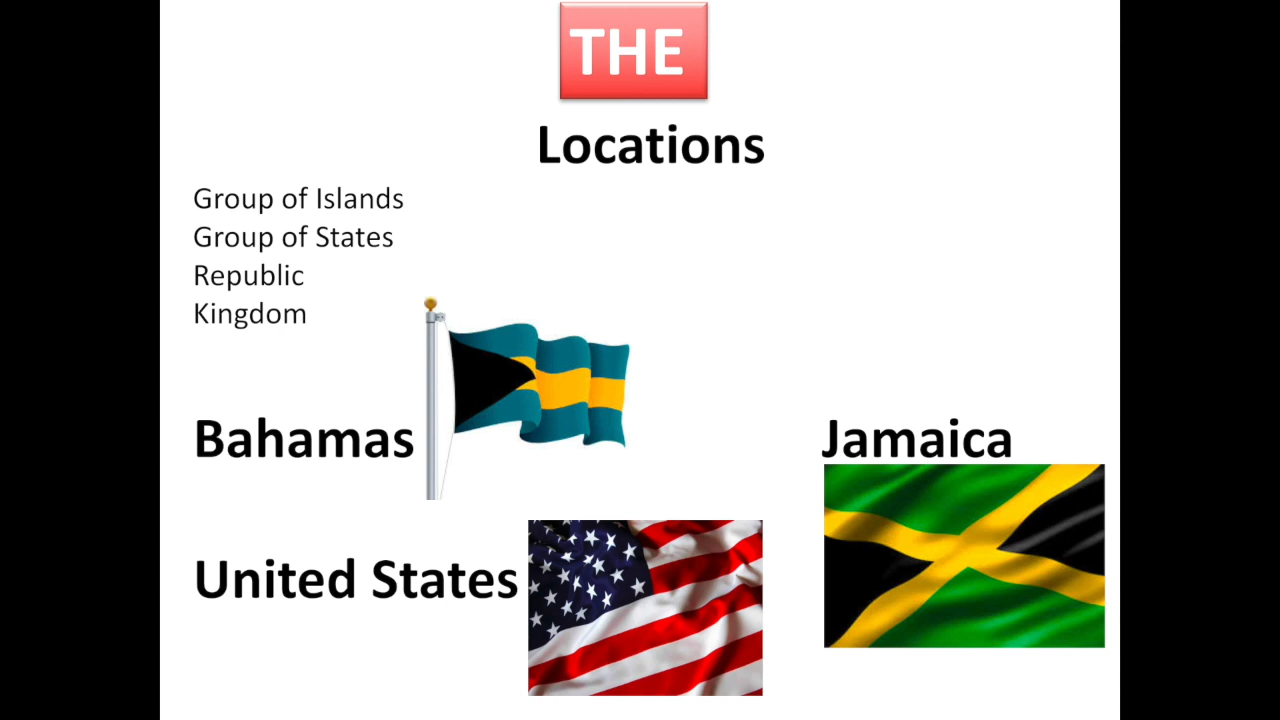 THE
Locations
Group of Islands
Group of States
Republic
Kingdom
Bahamas
Jamaica
United States